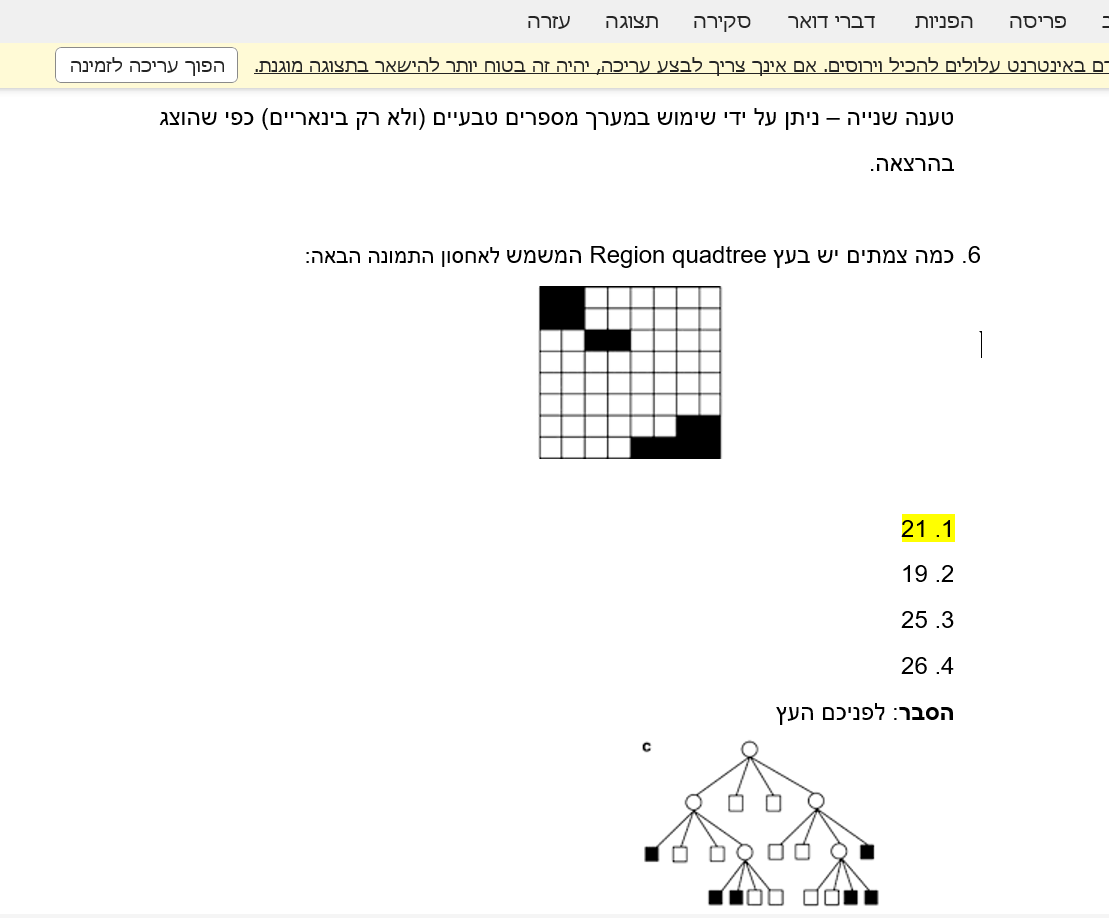 פריסה הפניות דברי דואר סקירה תצוגה עזרה
באינטרנט עלולים להכיל וירוסים. אם אינך צריך לבצע עריכה, יהיה זה בטוח יותר להישאר בתצוגה מוגנת. הפוך עריכה לזמינה
טענה שנייה – ניתן על ידי שימוש במערך מספרים טבעיים (ולא רק בינאריים) כפי שהוצג
בהרצאה.
6. כמה צמתים יש בעץ Region quadtree המשמש לאחסון התמונה הבאה:
1. 21
2. 19
3. 25
4. 26
הסבר: לפניכם העץ
c